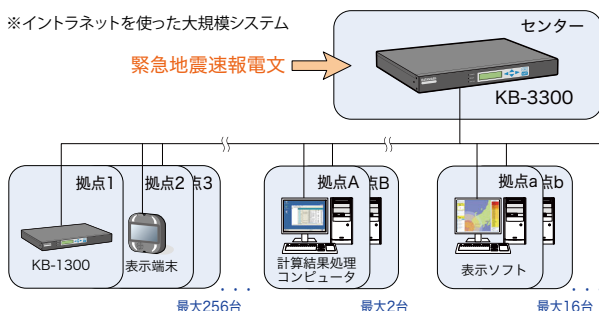 ※イントラネットを使った大規模システム
センター
緊急地震速報電文
KB-3300
拠点1
拠点2
点3
拠点A
点B
拠点a
点b
KB-1300
表示端末
計算結果処理
コンピュータ
表示ソフト
・・・
最大256台
・・・
最大2台
・・・
最大16台